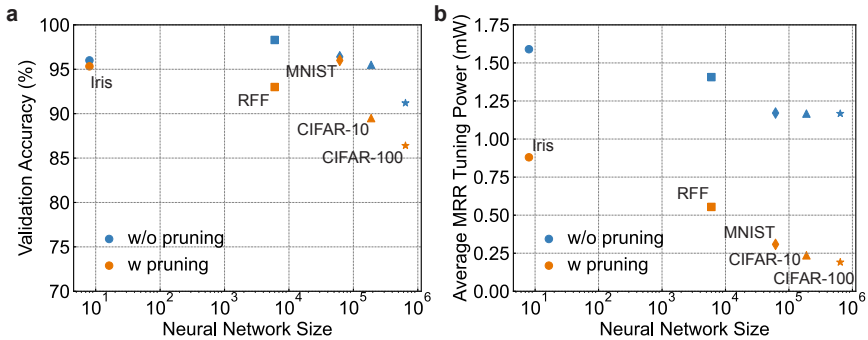 a
Validation Accuracy (%)
100
95
90
85
80
75
70
Iris
RFF
MNIST
CIFAR-10
CIFAR-100
w/o pruning
w pruning
10^1
10^2
10^3
10^4
10^5
10^6
Neural Network Size
b
Average MRR Tuning Power (mW)
1.75
1.50
1.25
1.00
0.75
0.50
0.25
0.00
Iris
RFF
MNIST
CIFAR-10
CIFAR-100
w/o pruning
w pruning
10^1
10^2
10^3
10^4
10^5
10^6
Neural Network Size